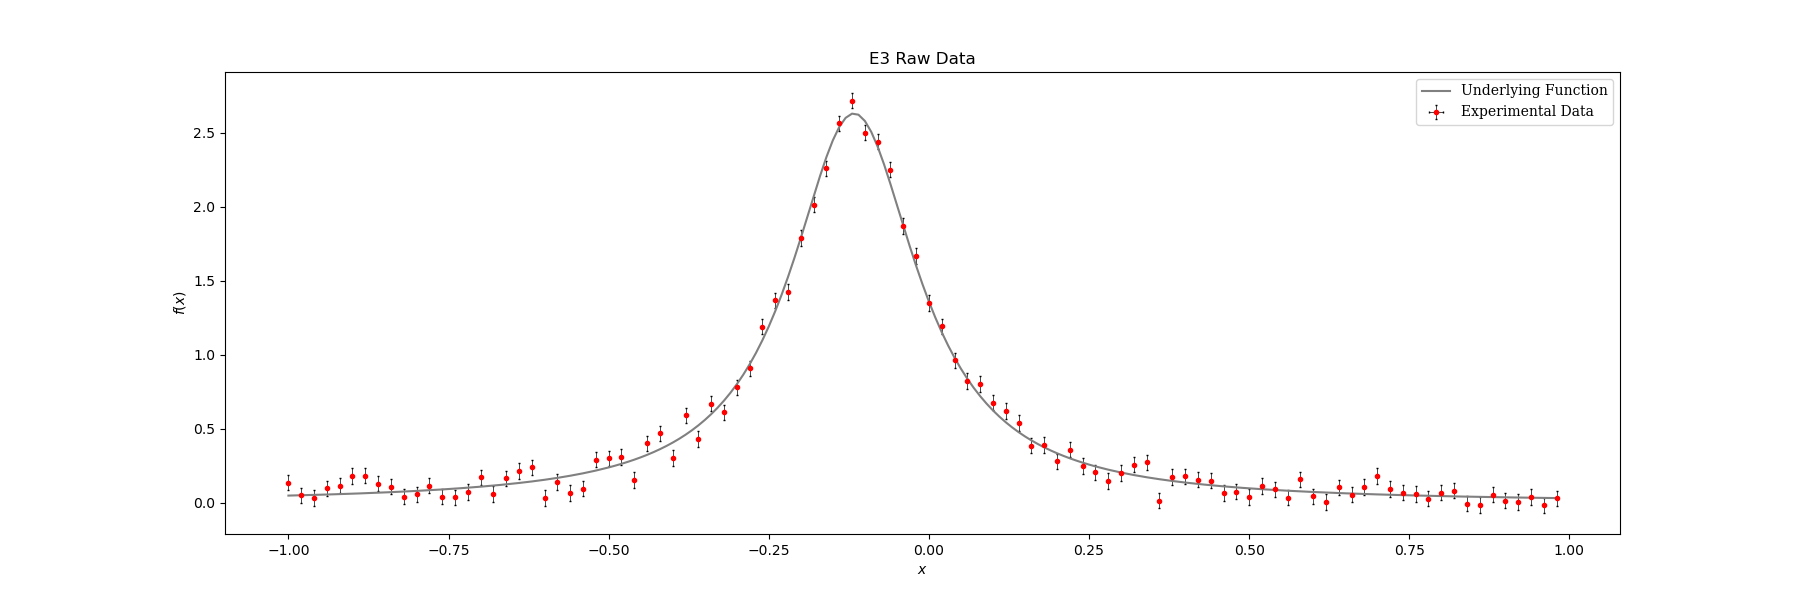 E3 Raw Data
Underlying Function
Experimental Data
f(x)
2.5
2.0
1.5
1.0
0.5
0.0
−1.00 −0.75 −0.50 −0.25 0.00 0.25 0.50 0.75 1.00
x